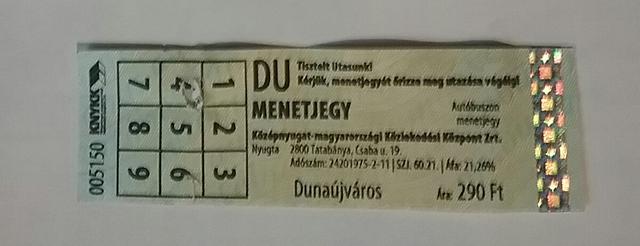 005150 KNYKK
1 2 3
4 5 6
7 8 9
DU
Tisztelt Utasunk!
Kérjük, menetjegyét őrizze meg utazása végéig!
MENETJEGY
Autóbuszon
menetjegy
Középnyugat-magyarországi Közlekedési Központ Zrt.
Nyugta 2800 Tatabánya, Csaba u. 19.
Adószám: 24201975-2-11 | SZJ. 60.21. | Áfa: 21,26%
Dunaújváros
Ára: 290 Ft